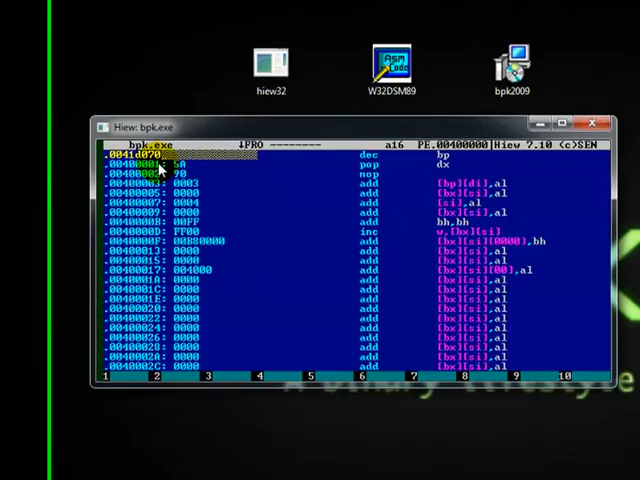 hiew32
W32DSM89
bpk2009
Asm
Code
Hiew: bpk.exe
bpk.exe ↓FRO -------- a16 PE.00400000|Hiew 7.10 (c)SEN
.0041d070 dec bp
.00400001: 5A pop dx
.00400002: 90 nop
.00400003: 0003 add [bp][di],al
.00400005: 0000 add [bx][si],al
.00400007: 0004 add [si],al
.00400009: 0000 add [bx][si],al
.0040000B: 00FF add bh,bh
.0040000D: FF00 inc w,[bx][si]
.0040000F: 00B80000 add [bx][si][0000],bh
.00400013: 0000 add [bx][si],al
.00400015: 0000 add [bx][si],al
.00400017: 004000 add [bx][si][00],al
.0040001A: 0000 add [bx][si],al
.0040001C: 0000 add [bx][si],al
.0040001E: 0000 add [bx][si],al
.00400020: 0000 add [bx][si],al
.00400022: 0000 add [bx][si],al
.00400024: 0000 add [bx][si],al
.00400026: 0000 add [bx][si],al
.00400028: 0000 add [bx][si],al
.0040002A: 0000 add [bx][si],al
.0040002C: 0000 add [bx][si],al
1 2 3 4 5 6 7 8 9 10
A binary lifestyle